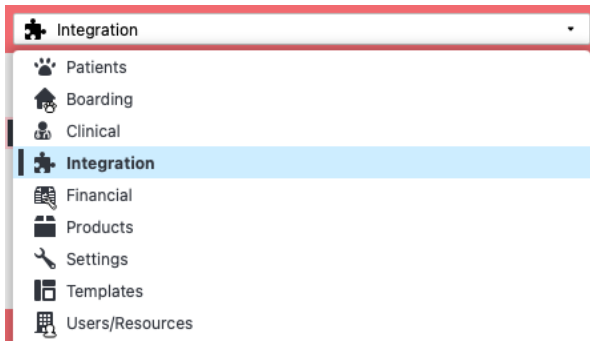 Integration
Patients
Boarding
Clinical
Integration
Financial
Products
Settings
Templates
Users/Resources